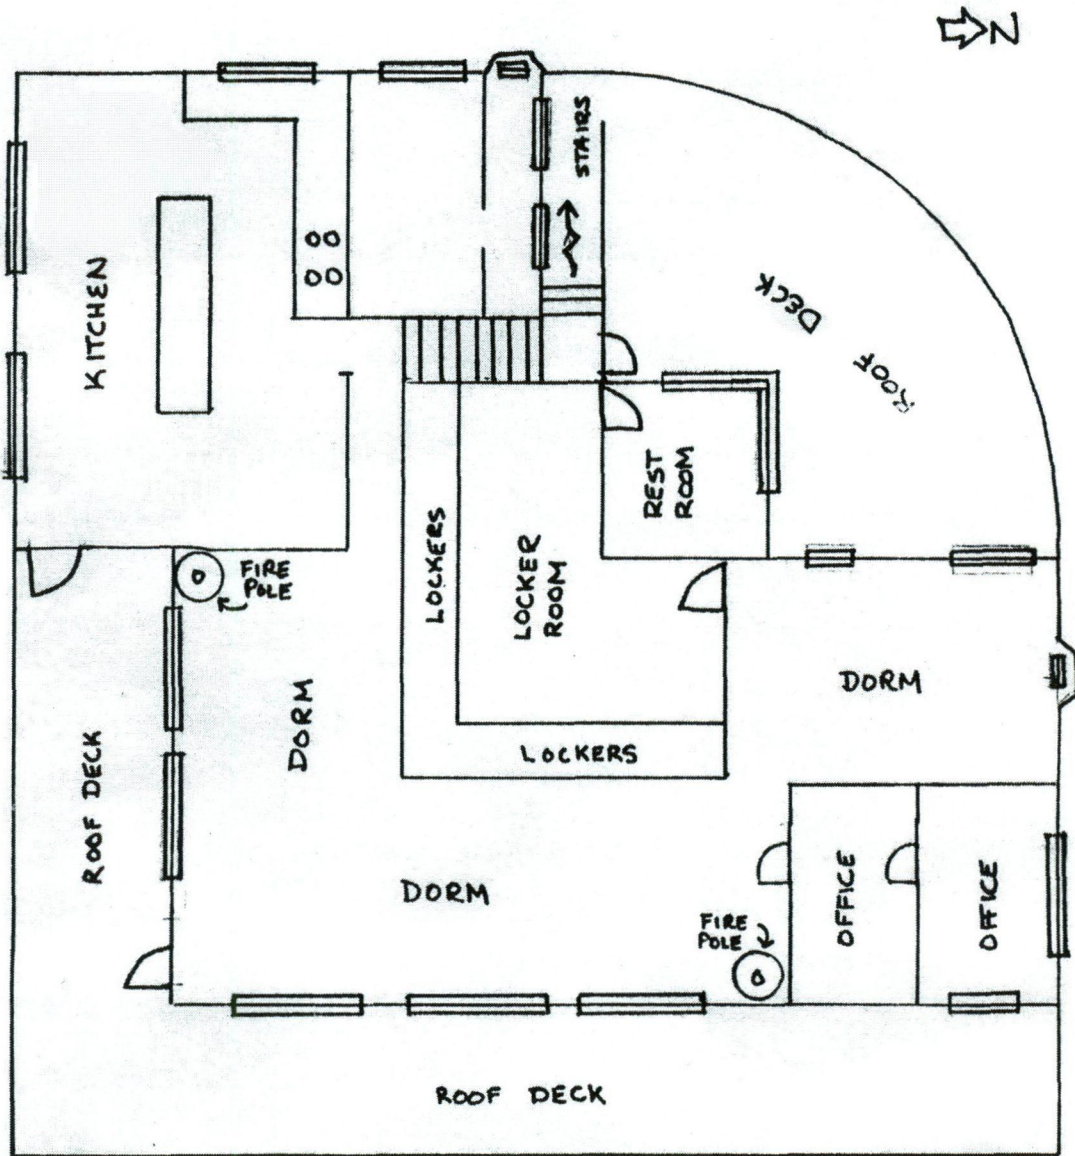 N
STAIRS
KITCHEN
ROOF DECK
REST
ROOM
LOCKERS
LOCKER
ROOM
FIRE
POLE
DORM
DORM
ROOF DECK
LOCKERS
DORM
FIRE
POLE
OFFICE
OFFICE
ROOF DECK